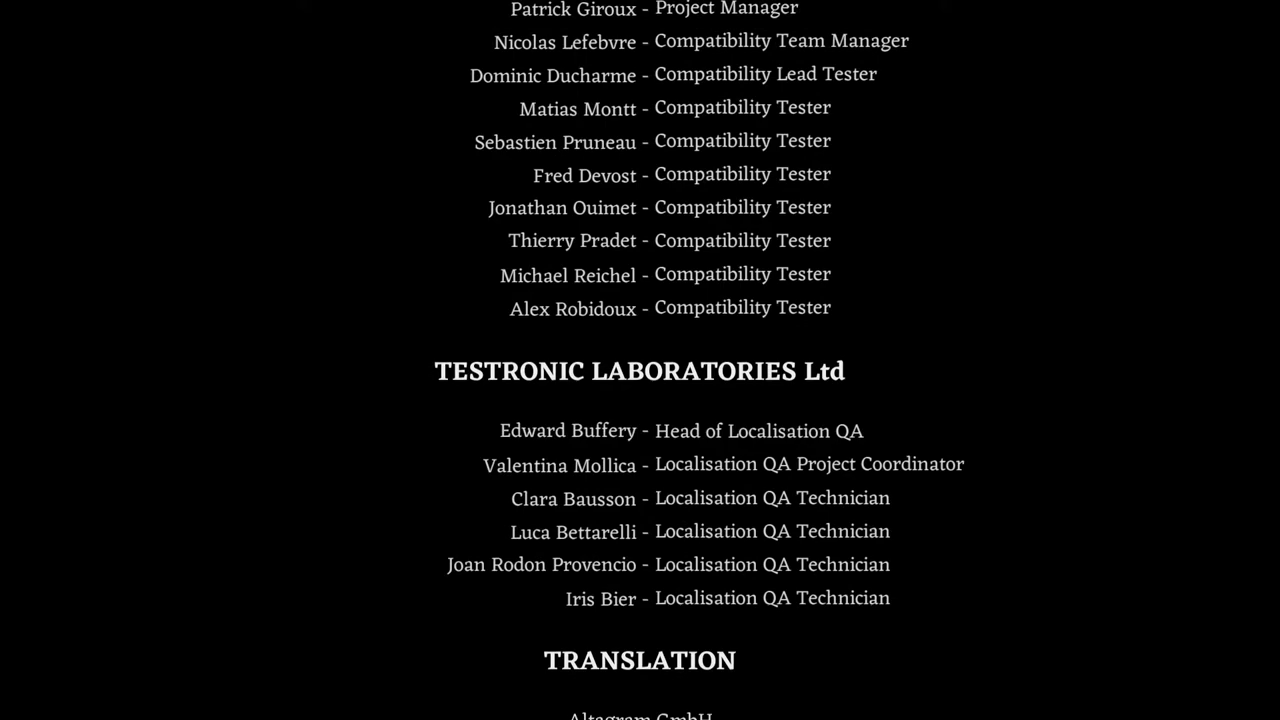 Patrick Giroux - Project Manager
Nicolas Lefebvre - Compatibility Team Manager
Dominic Ducharme - Compatibility Lead Tester
Matias Montt - Compatibility Tester
Sebastien Pruneau - Compatibility Tester
Fred Devost - Compatibility Tester
Jonathan Ouimet - Compatibility Tester
Thierry Pradet - Compatibility Tester
Michael Reichel - Compatibility Tester
Alex Robidoux - Compatibility Tester
TESTRONIC LABORATORIES Ltd
Edward Buffery - Head of Localisation QA
Valentina Mollica - Localisation QA Project Coordinator
Clara Bausson - Localisation QA Technician
Luca Bettarelli - Localisation QA Technician
Joan Rodon Provencio - Localisation QA Technician
Iris Bier - Localisation QA Technician
TRANSLATION
Altagram GmbH